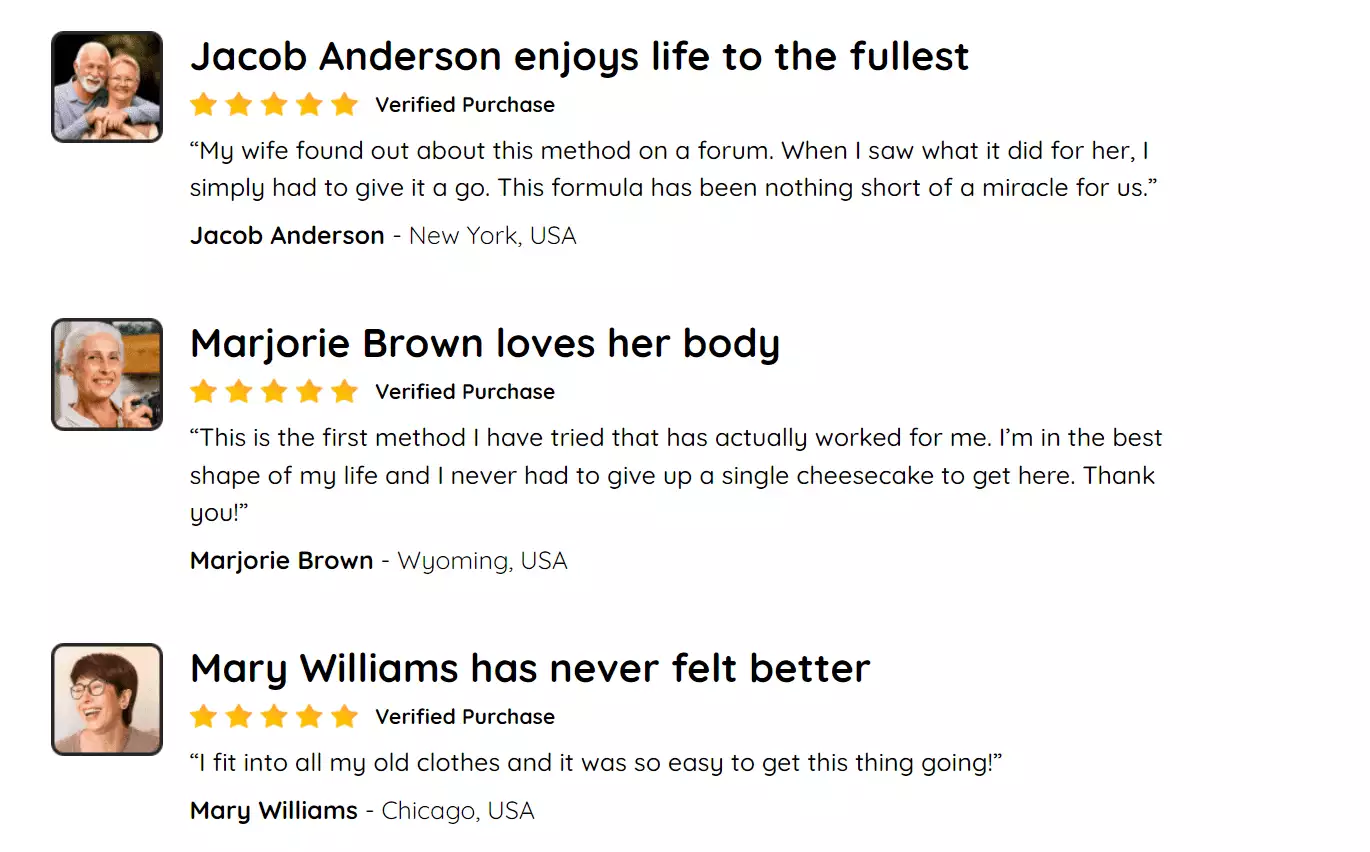 Jacob Anderson enjoys life to the fullest
Verified Purchase
“My wife found out about this method on a forum. When I saw what it did for her, I
simply had to give it a go. This formula has been nothing short of a miracle for us.”
Jacob Anderson - New York, USA
Marjorie Brown loves her body
Verified Purchase
“This is the first method I have tried that has actually worked for me. I’m in the best
shape of my life and I never had to give up a single cheesecake to get here. Thank
you!”
Marjorie Brown - Wyoming, USA
Mary Williams has never felt better
Verified Purchase
“I fit into all my old clothes and it was so easy to get this thing going!”
Mary Williams - Chicago, USA